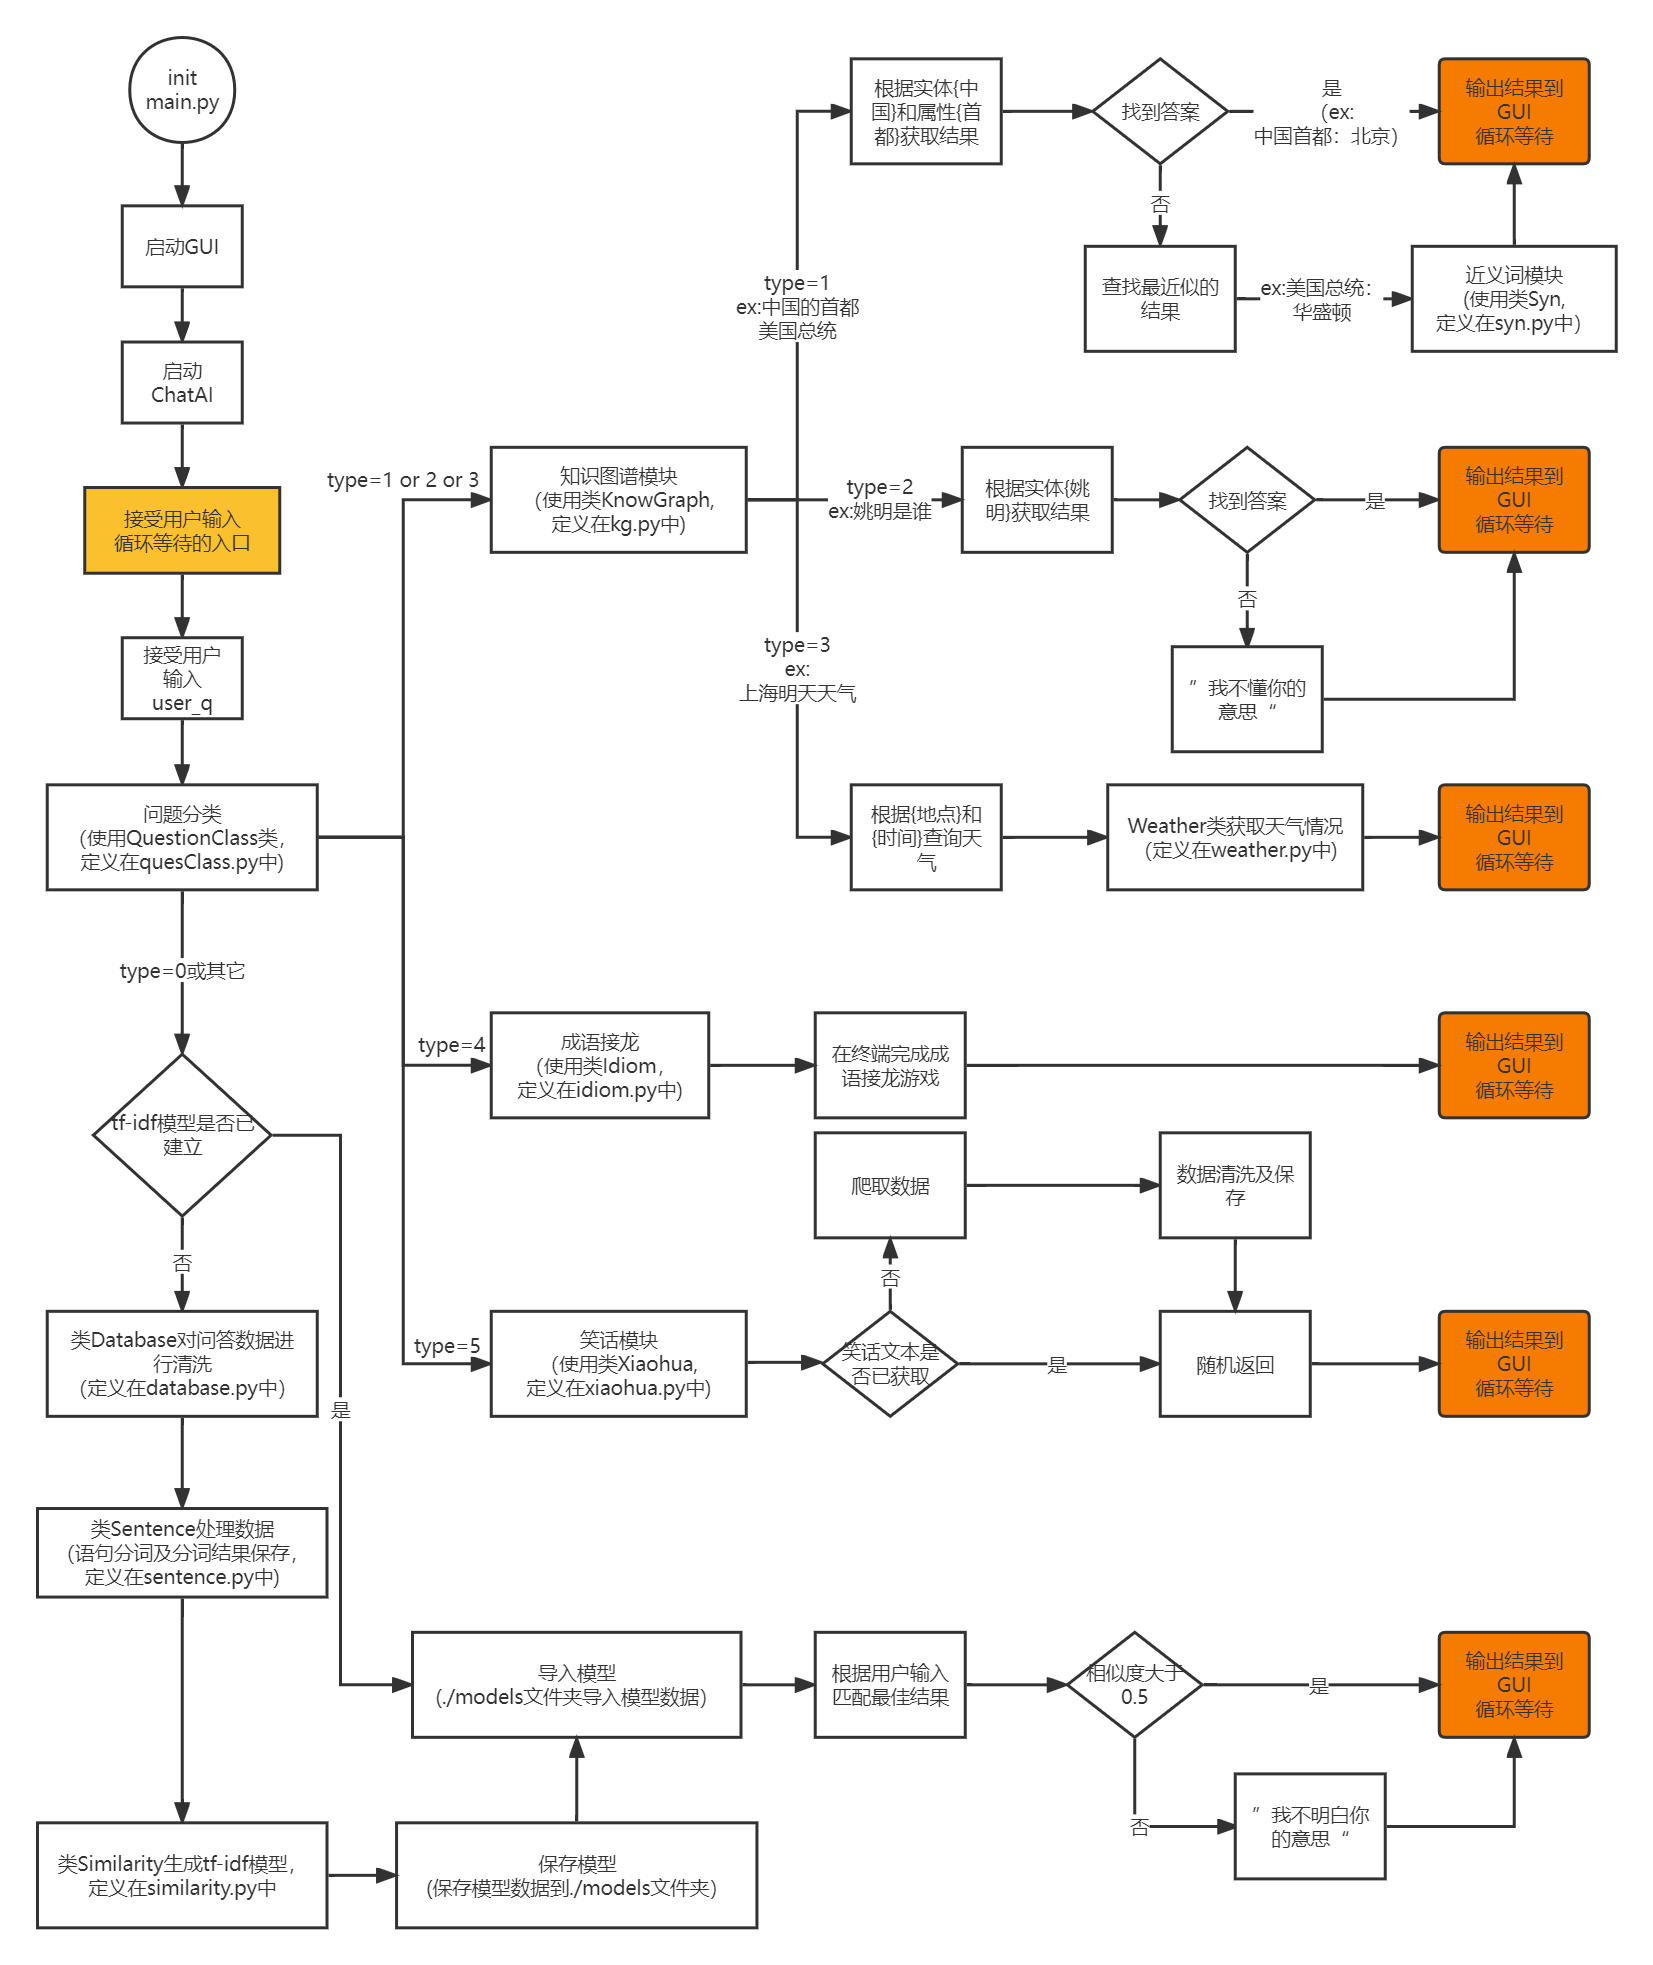 init
main.py
启动GUI
启动
ChatAI
接受用户输入
循环等待的入口
接受用户
输入
user_q
问题分类
(使用QuestionClass类，
定义在quesClass.py中)
type=0或其它
tf-idf模型是否已
建立
否
是
类Database对问答数据进
行清洗
(定义在database.py中)
类Sentence处理数据
(语句分词及分词结果保存，
定义在sentence.py中)
类Similarity生成tf-idf模型，
定义在similarity.py中
保存模型
(保存模型数据到./models文件夹)
导入模型
(./models文件夹导入模型数据)
根据用户输入
匹配最佳结果
相似度大于
0.5
是
否
”我不明白你
的意思“
输出结果到
GUI
循环等待
type=1 or 2 or 3
知识图谱模块
(使用类KnowGraph,
定义在kg.py中)
type=1
ex:中国的首都
美国总统
根据实体{中
国}和属性{首
都}获取结果
找到答案
是
(ex:
中国首都：北京)
否
查找最近似的
结果
ex:美国总统：
华盛顿
近义词模块
(使用类Syn,
定义在syn.py中)
输出结果到
GUI
循环等待
type=2
ex:姚明是谁
根据实体{姚
明}获取结果
找到答案
是
否
”我不懂你的
意思“
输出结果到
GUI
循环等待
type=3
ex:
上海明天天气
根据{地点}和
{时间}查询天
气
Weather类获取天气情况
(定义在weather.py中)
输出结果到
GUI
循环等待
type=4
成语接龙
(使用类Idiom，
定义在idiom.py中)
在终端完成成
语接龙游戏
输出结果到
GUI
循环等待
type=5
笑话模块
(使用类Xiaohua,
定义在xiaohua.py中)
笑话文本是
否已获取
否
爬取数据
数据清洗及保
存
是
随机返回
输出结果到
GUI
循环等待